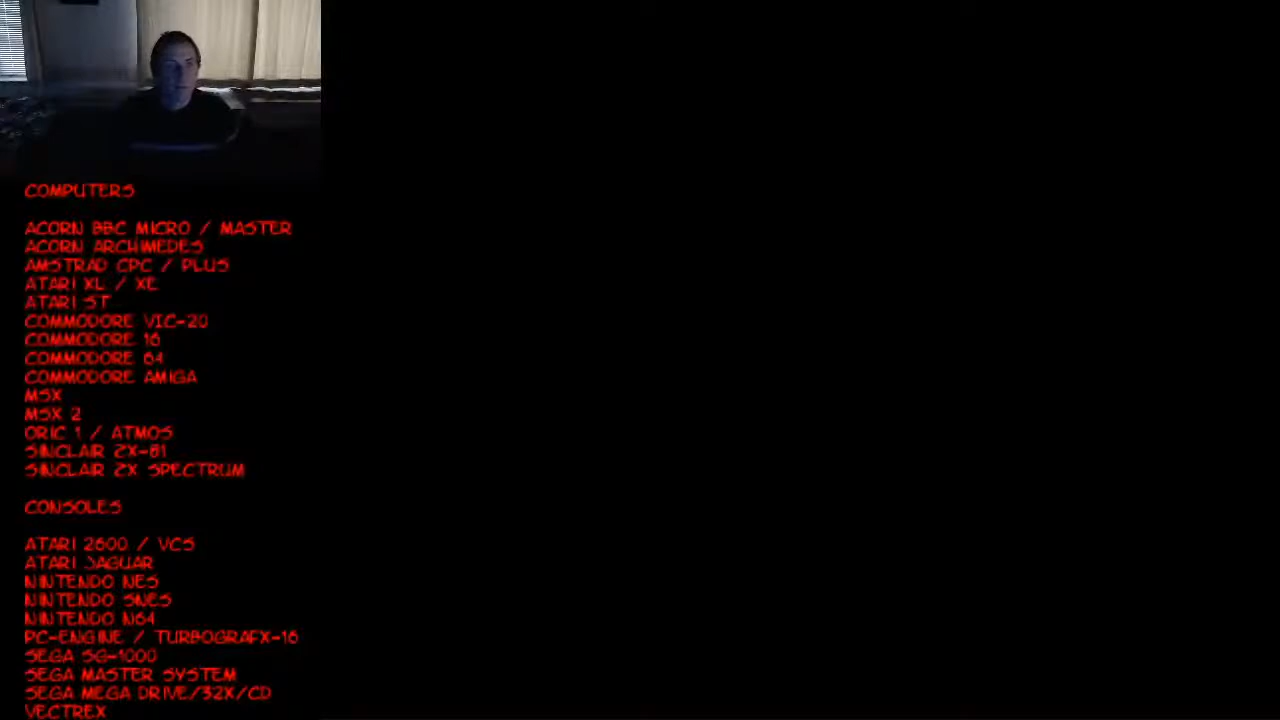 COMPUTERS
ACORN BBC MICRO / MASTER
ACORN ARCHIMEDES
AMSTRAD CPC / PLUS
ATARI XL / XE
ATARI ST
COMMODORE VIC-20
COMMODORE 16
COMMODORE 64
COMMODORE AMIGA
MSX
MSX 2
ORIC 1 / ATMOS
SINCLAIR ZX-81
SINCLAIR ZX SPECTRUM
CONSOLES
ATARI 2600 / VCS
ATARI JAGUAR
NINTENDO NES
NINTENDO SNES
NINTENDO N64
PC-ENGINE / TURBOGRAFX-16
SEGA SG-1000
SEGA MASTER SYSTEM
SEGA MEGA DRIVE/32X/CD
VECTREX